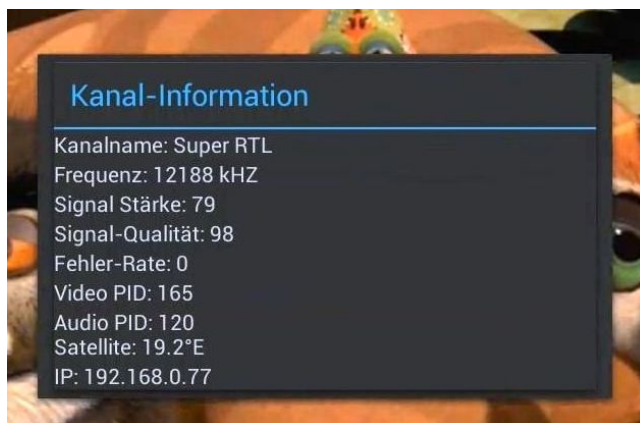 Kanal-Information
Kanalname: Super RTL
Frequenz: 12188 kHZ
Signal Stärke: 79
Signal-Qualität: 98
Fehler-Rate: 0
Video PID: 165
Audio PID: 120
Satellite: 19.2°E
IP: 192.168.0.77